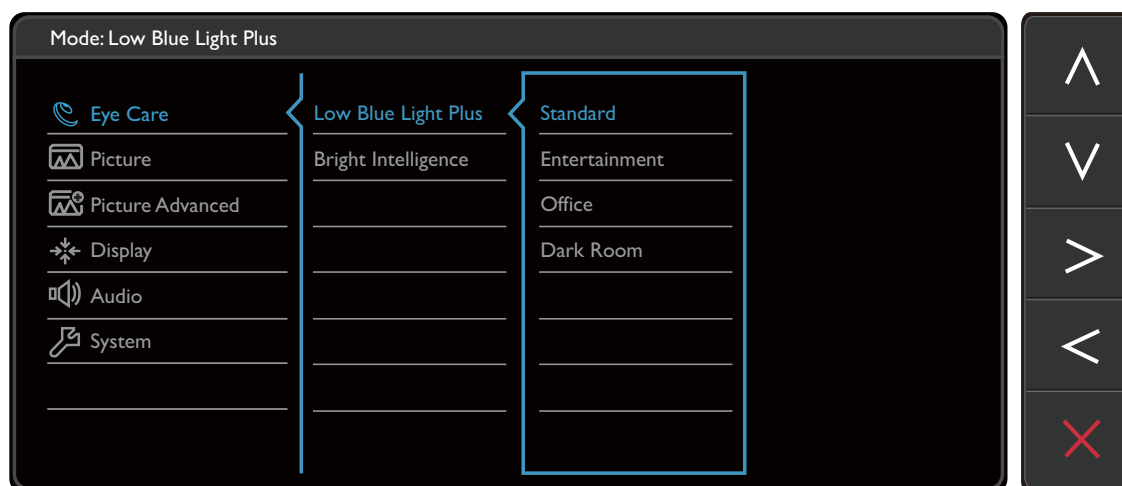 Mode: Low Blue Light Plus
Eye Care
Low Blue Light Plus
Standard
Picture
Bright Intelligence
Entertainment
Picture Advanced
Office
Display
Dark Room
Audio
System